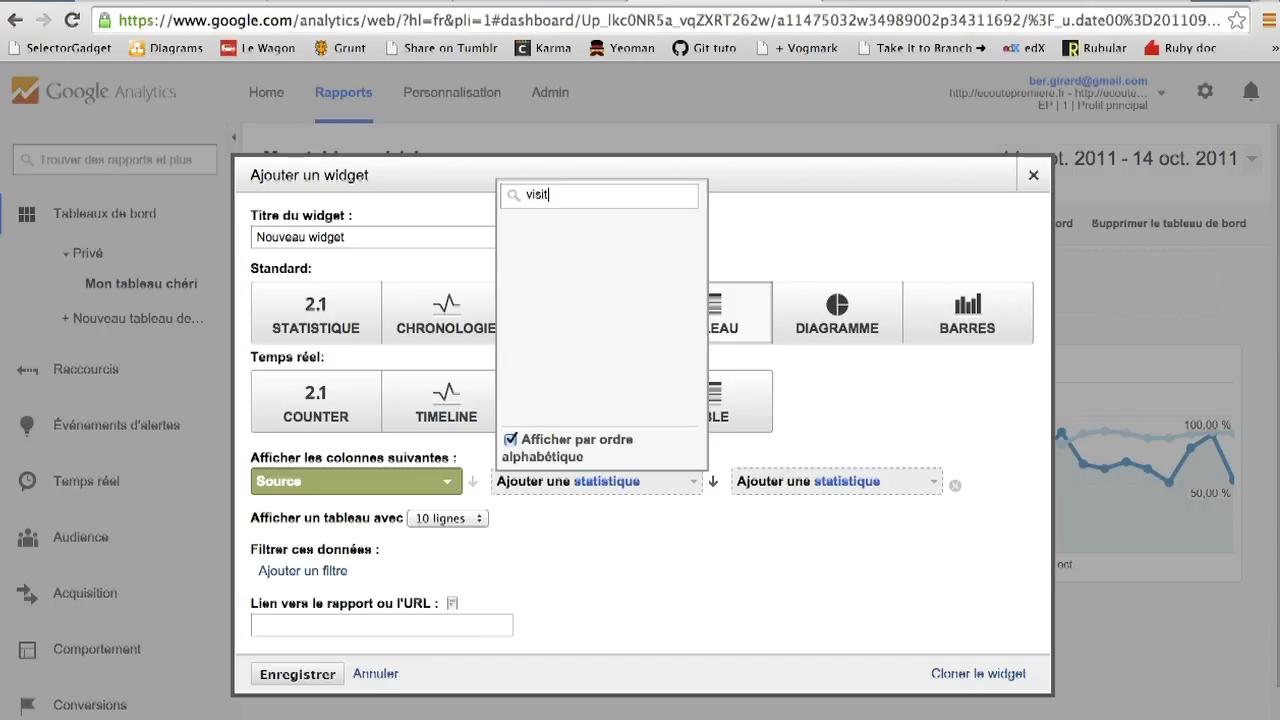 https://www.google.com/analytics/web/?hl=fr&pli=1#dashboard/Up_lkc0NR5a_vqZXRT262w/a11475032w34989002p34311692/%3F_u.date00%3D201109...
SelectorGadget Diagrams Le Wagon Grunt Share on Tumblr Karma Yeoman Git tuto + Vogmark Take it to Branch → edX edX Rubular Ruby doc »
Google Analytics Home Rapports Personnalisation Admin
ber.girard@gmail.com
http://ecoutepremiere.fr - http://ecoute...
EP | 1 | Profil principal
Trouver des rapports et plus
pt. 2011 - 14 oct. 2011
Ajouter un widget
visit
Tableaux de bord
Titre du widget :
ord Supprimer le tableau de bord
Nouveau widget
Privé
Standard:
Mon tableau chéri
2.1
STATISTIQUE CHRONOLOGIE EAU DIAGRAMME BARRES
+ Nouveau tableau de...
Temps réel:
Raccourcis
2.1
COUNTER TIMELINE BLE
Événements d'alertes
100,00 %
Afficher par ordre
alphabétique
Afficher les colonnes suivantes :
Temps réel
Source Ajouter une statistique Ajouter une statistique
50,00 %
Afficher un tableau avec 10 lignes
Audience
Filtrer ces données :
Ajouter un filtre
oct
Acquisition
Lien vers le rapport ou l'URL :
Comportement
Enregistrer Annuler Cloner le widget
Conversions